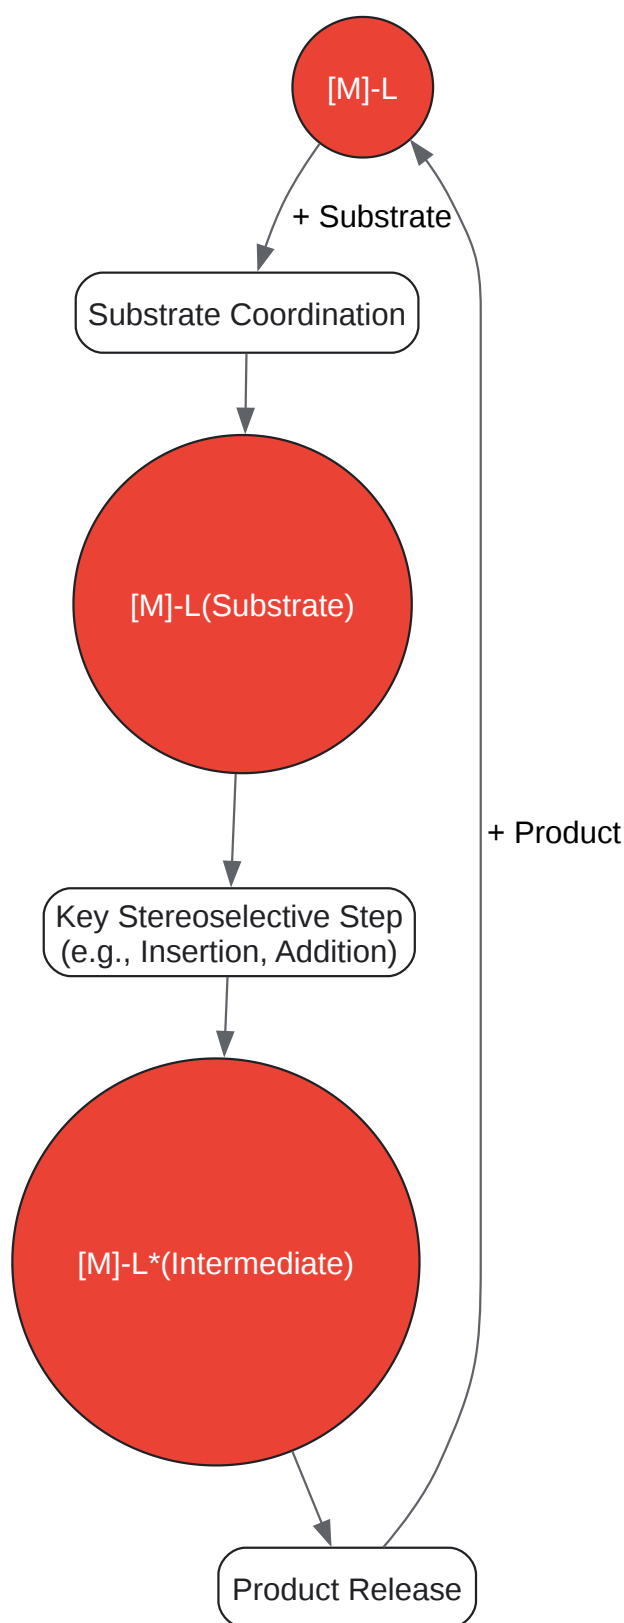 [M]-L
+ Substrate
Substrate Coordination
[M]-L(Substrate)
+ Product
Key Stereoselective Step
(e.g., Insertion, Addition)
[M]-L*(Intermediate)
Product Release